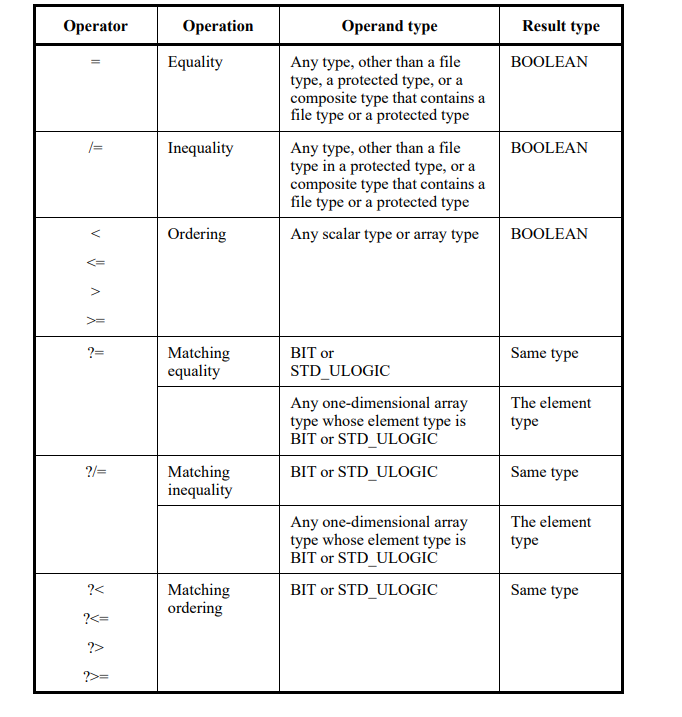 Operator Operation Operand type Result type
= Equality Any type, other than a file BOOLEAN
type, a protected type, or a
composite type that contains a
file type or a protected type
/= Inequality Any type, other than a file BOOLEAN
type in a protected type, or a
composite type that contains a
file type or a protected type
< Ordering Any scalar type or array type BOOLEAN
<=
>
>=
?= Matching BIT or Same type
equality STD_ULOGIC
Any one-dimensional array The element
type whose element type is type
BIT or STD_ULOGIC
?/= Matching BIT or STD_ULOGIC Same type
inequality
Any one-dimensional array The element
type whose element type is type
BIT or STD_ULOGIC
?< Matching BIT or STD_ULOGIC Same type
ordering
?<=
?>
?>=